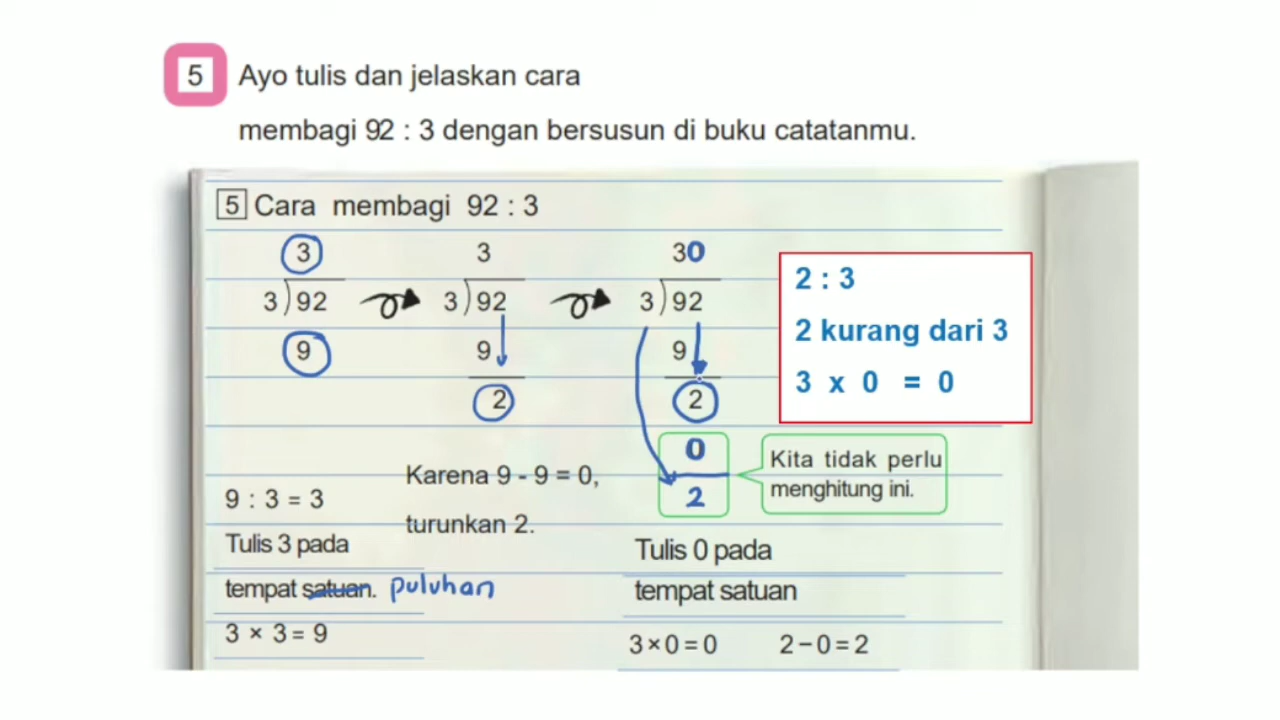 5 Ayo tulis dan jelaskan cara
membagi 92 : 3 dengan bersusun di buku catatanmu.
5 Cara membagi 92 : 3
3
3)92
9
3
3)92
9
2
30
3)92
9
2
0
2
2 : 3
2 kurang dari 3
3 x 0 = 0
Kita tidak perlu
menghitung ini.
Karena 9 - 9 = 0,
turunkan 2.
9 : 3 = 3
Tulis 3 pada
tempat satuan. puluhan
3 × 3 = 9
Tulis 0 pada
tempat satuan
3×0=0 2−0=2